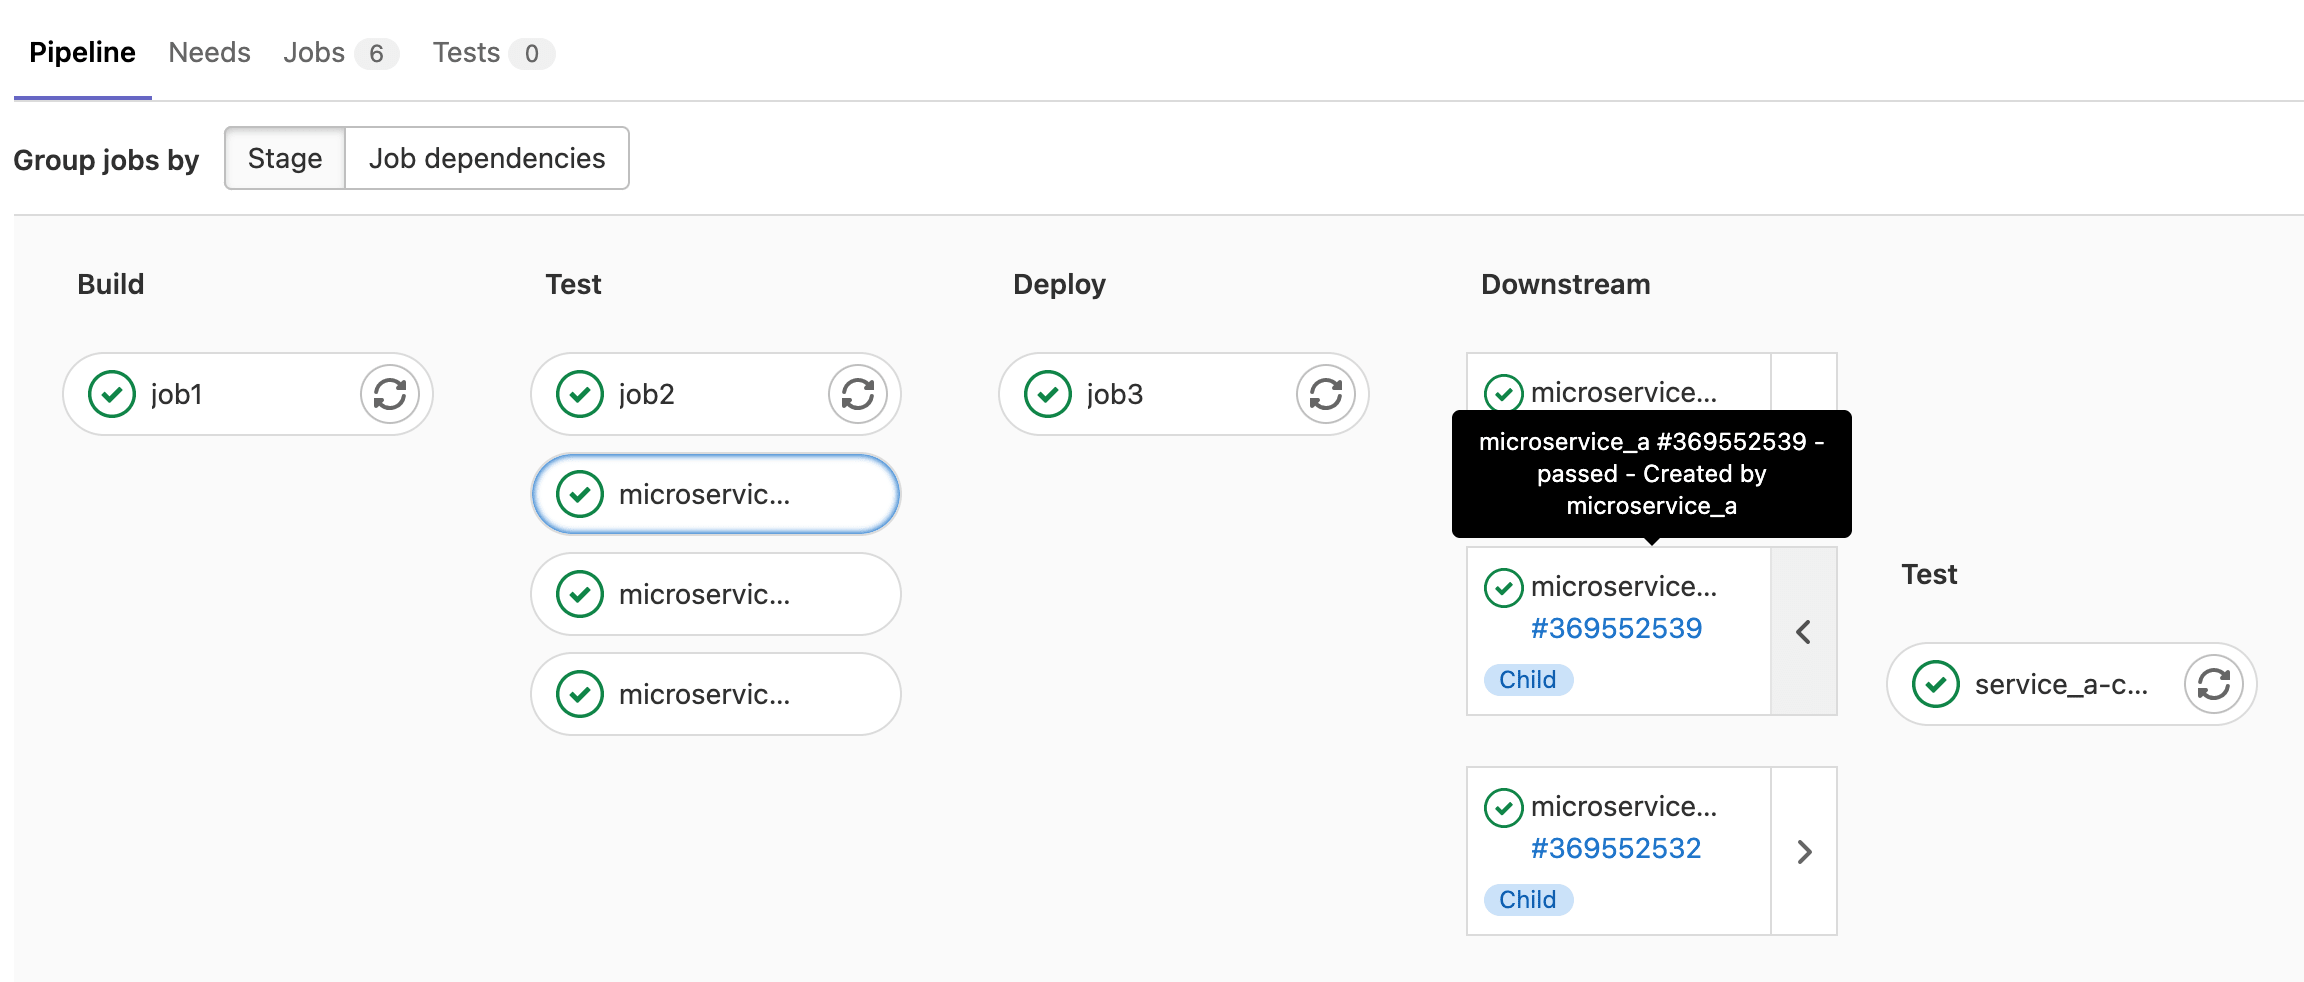 Pipeline Needs Jobs 6 Tests 0
Group jobs by Stage Job dependencies
Build
job1
Test
job2
microservic...
microservic...
microservic...
Deploy
job3
Downstream
microservice...
microservice_a #369552539 -
passed - Created by
microservice_a
microservice...
#369552539
Child
microservice...
#369552532
Child
Test
service_a-c...